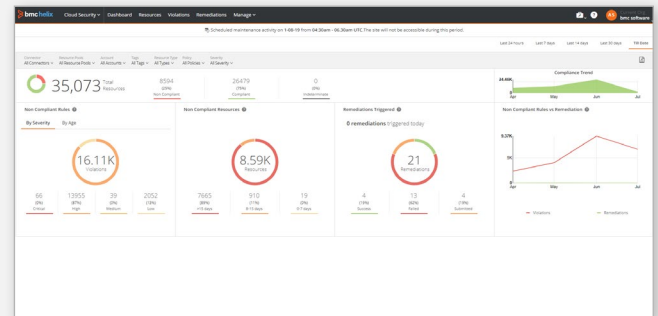 bmc helix Cloud Security Dashboard Resources Violations Remediations Manage
bmc software
Scheduled maintenance activity on 1-08-19 from 04:30am - 06:30am UTC The site will not be accessible during this period.
Last 24 hours Last 7 days Last 14 days Last 30 days Till Date
Connector Resource Pools Account Tags Resource Type Policy Severity
All Connectors All Resource Pools All Accounts All Tags All Types All Policies All Severity
35,073 Total Resources
8594 (25%) Non Compliant
26479 (75%) Compliant
0 (0%) Indeterminate
Compliance Trend
0
Apr May Jun Jul
Non Compliant Rules
By Severity By Age
16.11K Violations
66 (0%) Critical
13955 (87%) High
39 (0%) Medium
2052 (13%) Low
Non Compliant Resources
8.59K Resources
7665 (89%) >15 days
910 (11%) 8-15 days
19 (0%) 0-7 days
Remediations Triggered
0 remediations triggered today
21 Remediations
4 (19%) Success
13 (62%) Failed
4 (19%) Submitted
Non Compliant Rules vs Remediation
9.37K
5K
0
Apr May Jun Jul
Violations Remediations